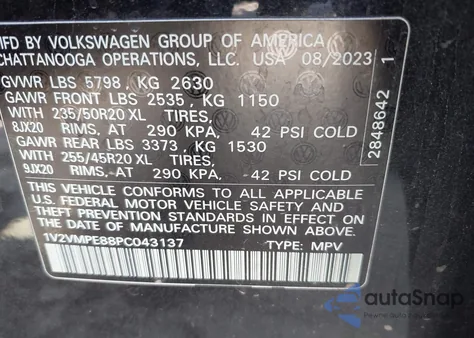 MFD BY VOLKSWAGEN GROUP OF AMERICA
CHATTANOOGA OPERATIONS, LLC. USA 08/2023
GVWR LBS 5798, KG 2630
GAWR FRONT LBS 2535, KG 1150
WITH 235/50R20 XL TIRES,
8JX20 RIMS, AT 290 KPA, 42 PSI COLD
GAWR REAR LBS 3373, KG 1530
WITH 255/45R20 XL TIRES,
9JX20 RIMS, AT 290 KPA, 42 PSI COLD
THIS VEHICLE CONFORMS TO ALL APPLICABLE
U.S. FEDERAL MOTOR VEHICLE SAFETY AND
THEFT PREVENTION STANDARDS IN EFFECT ON
THE DATE OF MANUFACTURE SHOWN ABOVE
1V2VMPE88PC043137 TYPE: MPV
2848642 1
autoSnap